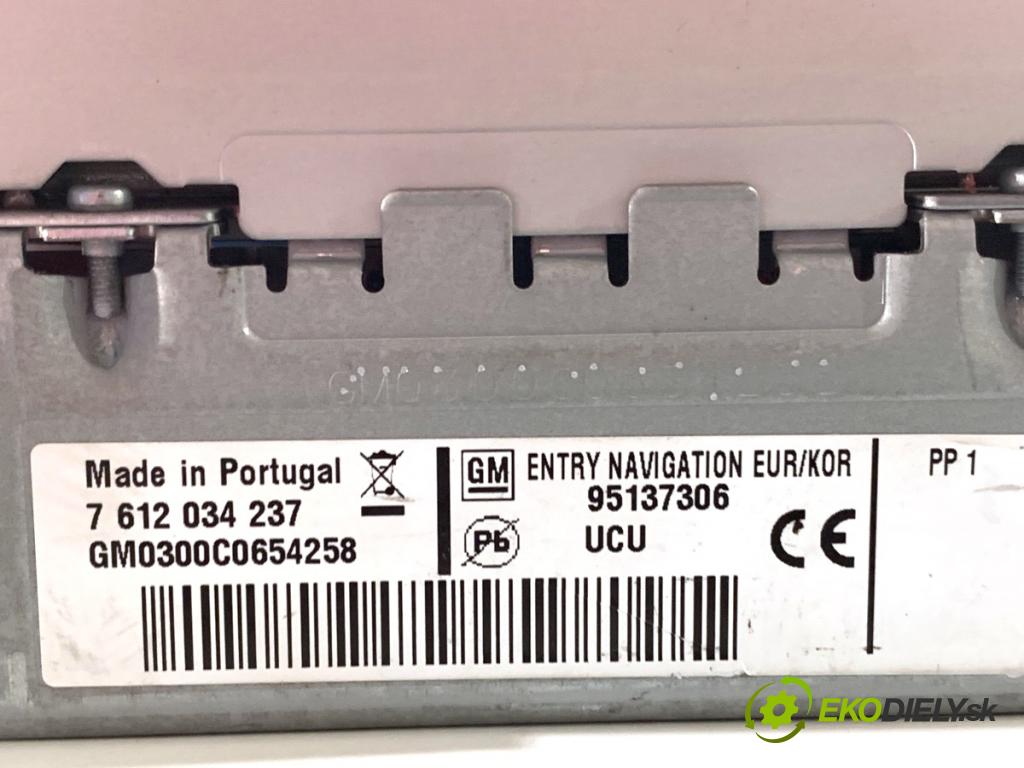 Made in Portugal
7 612 034 237
GM0300C0654258
GM ENTRY NAVIGATION EUR/KOR
95137306
Pb UCU CE
PP 1
EKODIELY.sk